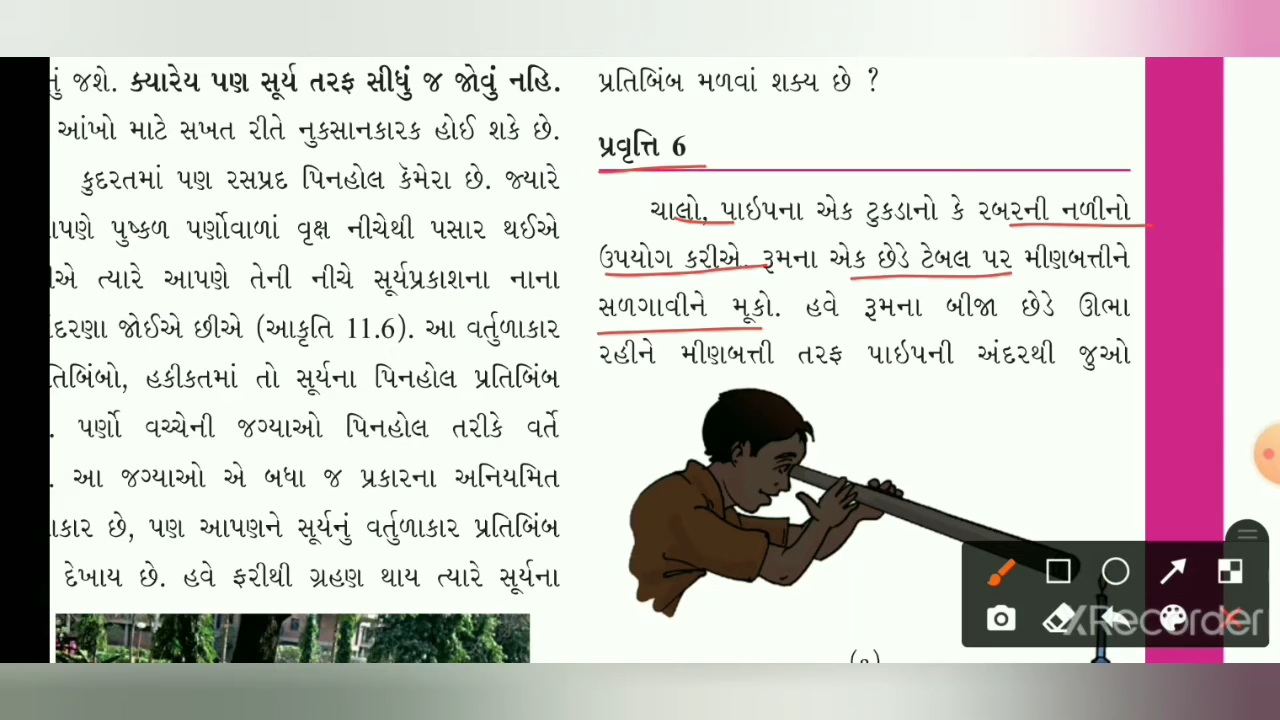 જશે. ક્યારેય પણ સૂર્ય તરફ સીધું જ જોવું નહિ.
આંખો માટે સખત રીતે નુકસાનકારક હોઈ શકે છે.
કુદરતમાં પણ રસપ્રદ પિનહોલ કૅમેરા છે. જ્યારે
પુષ્કળ પર્ણોવાળાં વૃક્ષ નીચેથી પસાર થઈએ
ત્યારે આપણે તેની નીચે સૂર્યપ્રકાશના નાના
જોઈએ છીએ (આકૃતિ 11.6). આ વર્તુળાકાર
હકીકતમાં તો સૂર્યના પિનહોલ પ્રતિબિંબ
. પર્ણો વચ્ચેની જગ્યાઓ પિનહોલ તરીકે વર્તે
. આ જગ્યાઓ એ બધા જ પ્રકારના અનિયમિત
છે, પણ આપણને સૂર્યનું વર્તુળાકાર પ્રતિબિંબ
દેખાય છે. હવે ફરીથી ગ્રહણ થાય ત્યારે સૂર્યના
પ્રતિબિંબ મળવાં શક્ય છે ?
પ્રવૃત્તિ 6
ચાલો, પાઇપના એક ટુકડાનો કે રબરની નળીનો
ઉપયોગ કરીએ. રૂમના એક છેડે ટેબલ પર મીણબત્તીને
સળગાવીને મૂકો. હવે રૂમના બીજા છેડે ઊભા
રહીને મીણબત્તી તરફ પાઇપની અંદરથી જુઓ
XRecorder